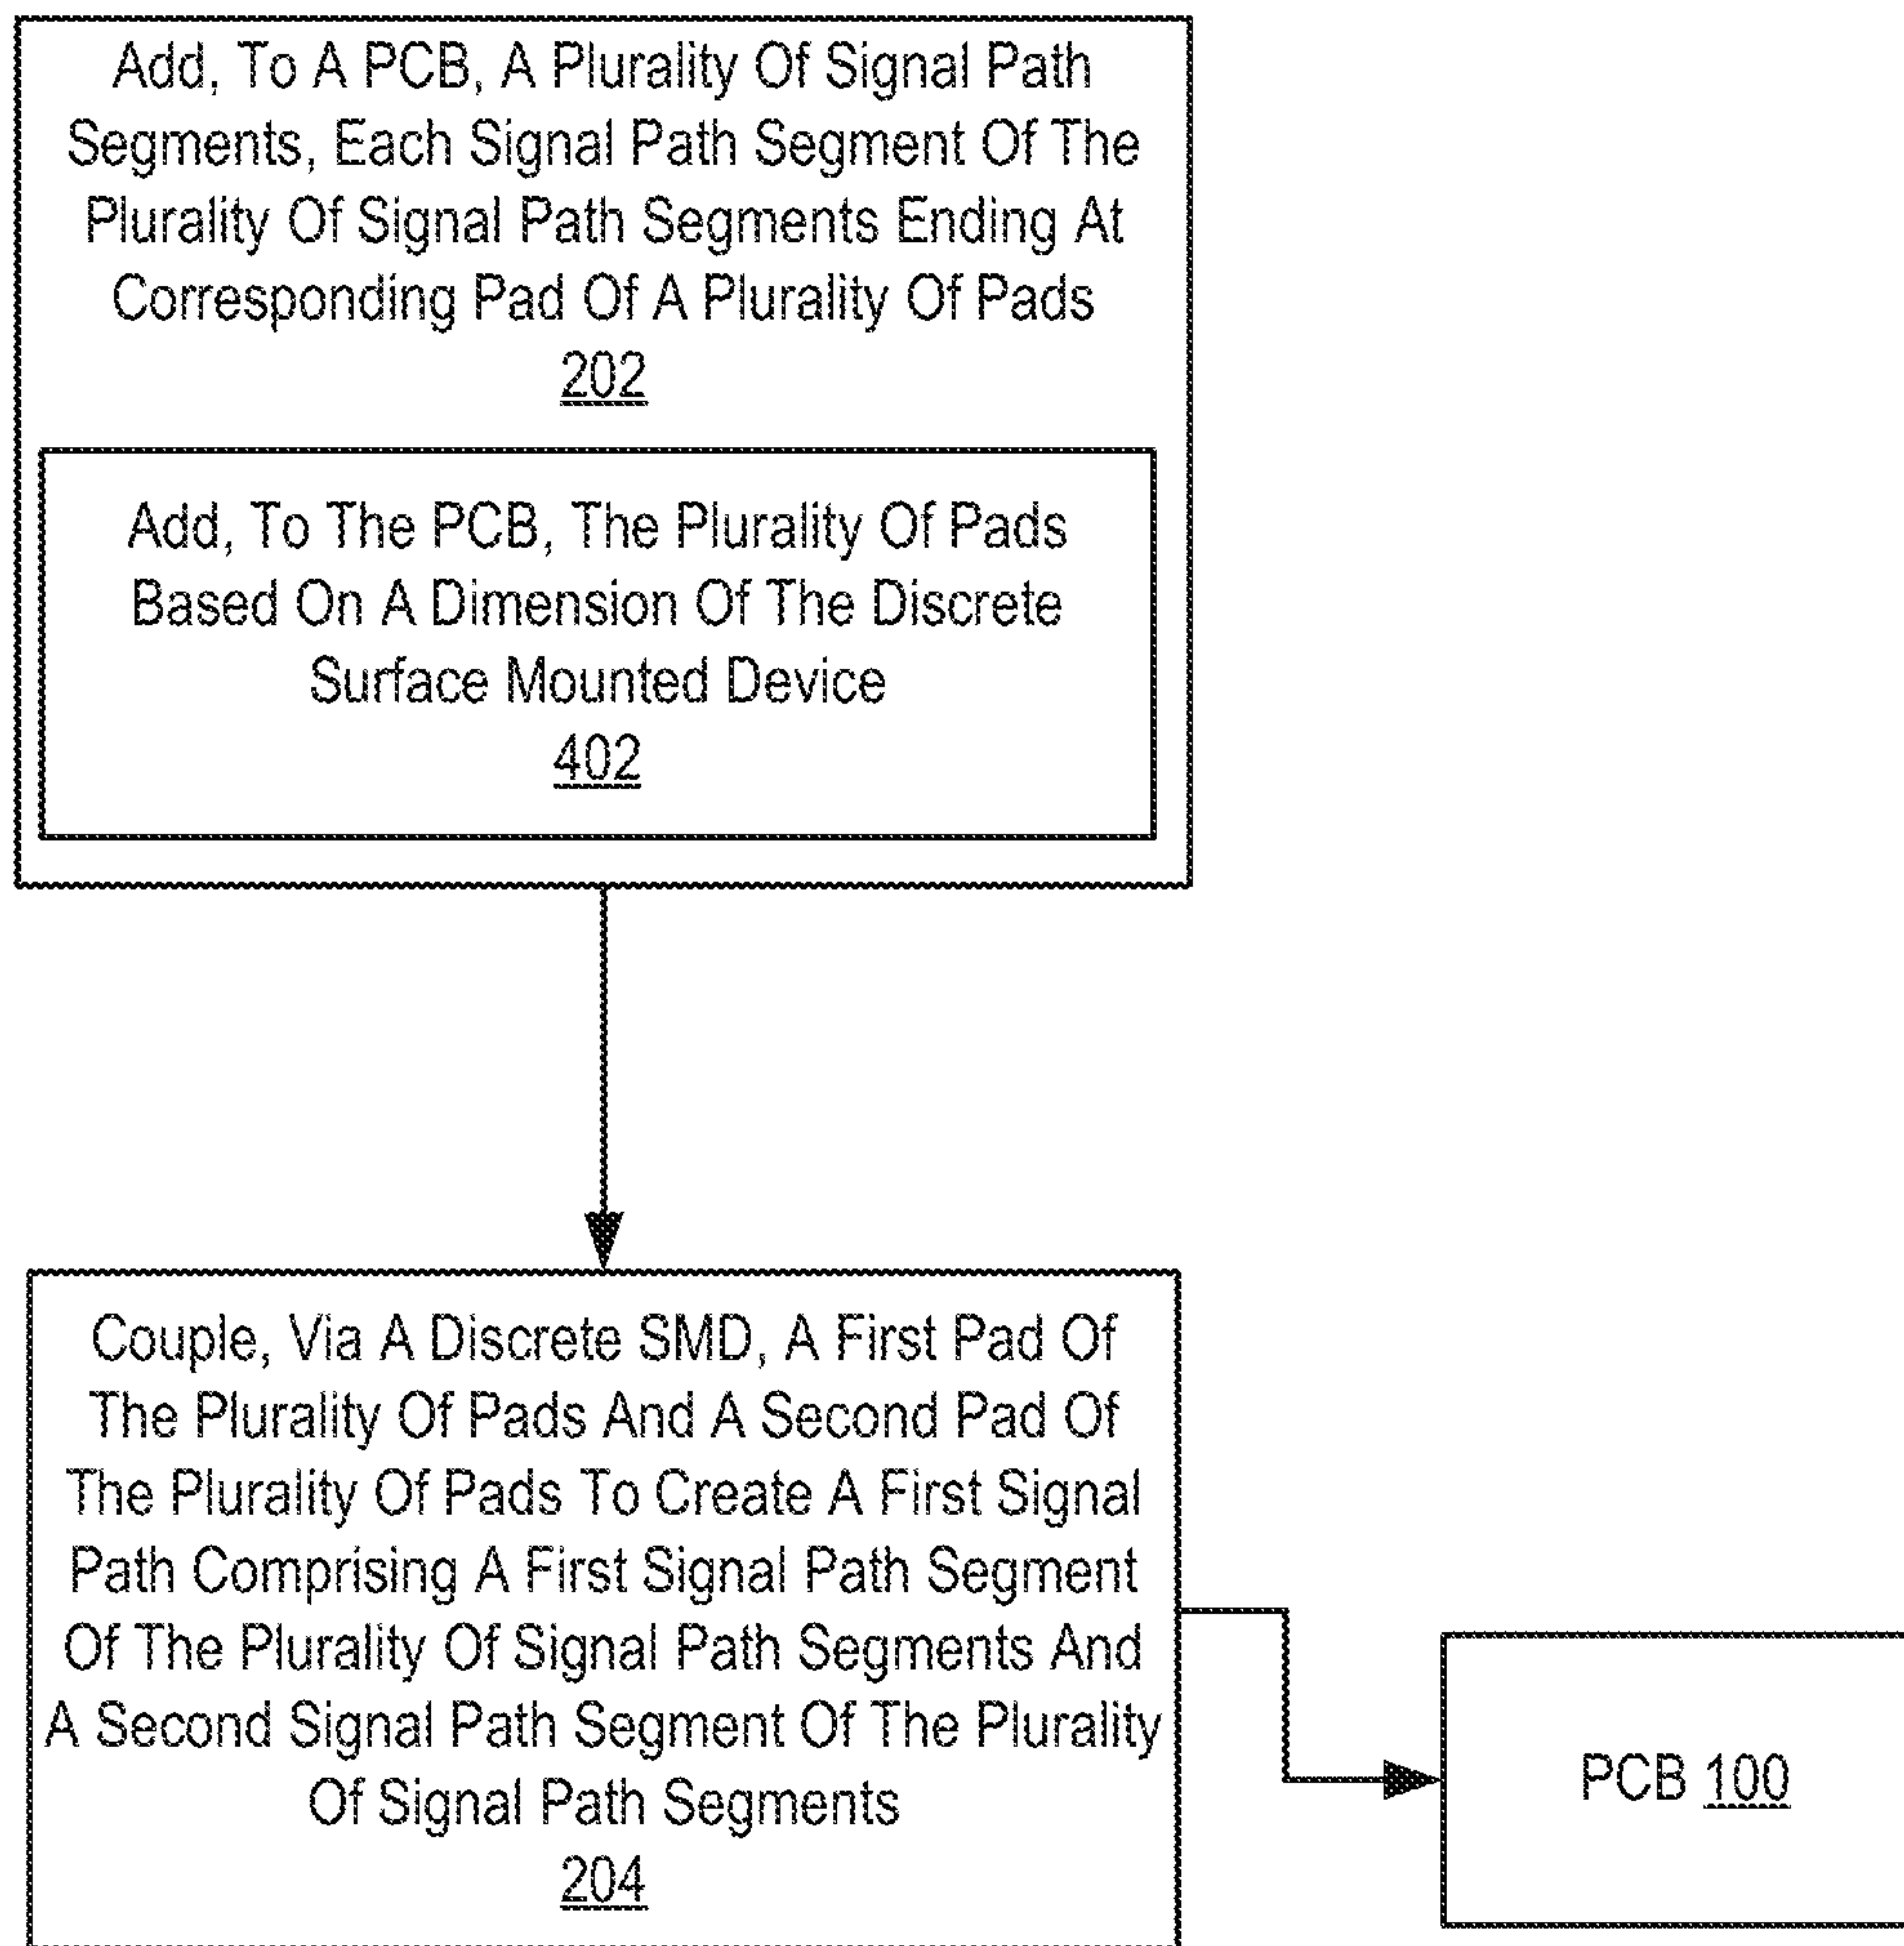 Add, To A PCB, A Plurality Of Signal Path
Segments, Each Signal Path Segment Of The
Plurality Of Signal Path Segments Ending At
Corresponding Pad Of A Plurality Of Pads
202
Add, To The PCB, The Plurality Of Pads
Based On A Dimension Of The Discrete
Surface Mounted Device
402
Couple, Via A Discrete SMD, A First Pad Of
The Plurality Of Pads And A Second Pad Of
The Plurality Of Pads To Create A First Signal
Path Comprising A First Signal Path Segment
Of The Plurality Of Signal Path Segments And
A Second Signal Path Segment Of The Plurality
Of Signal Path Segments
204
PCB 100